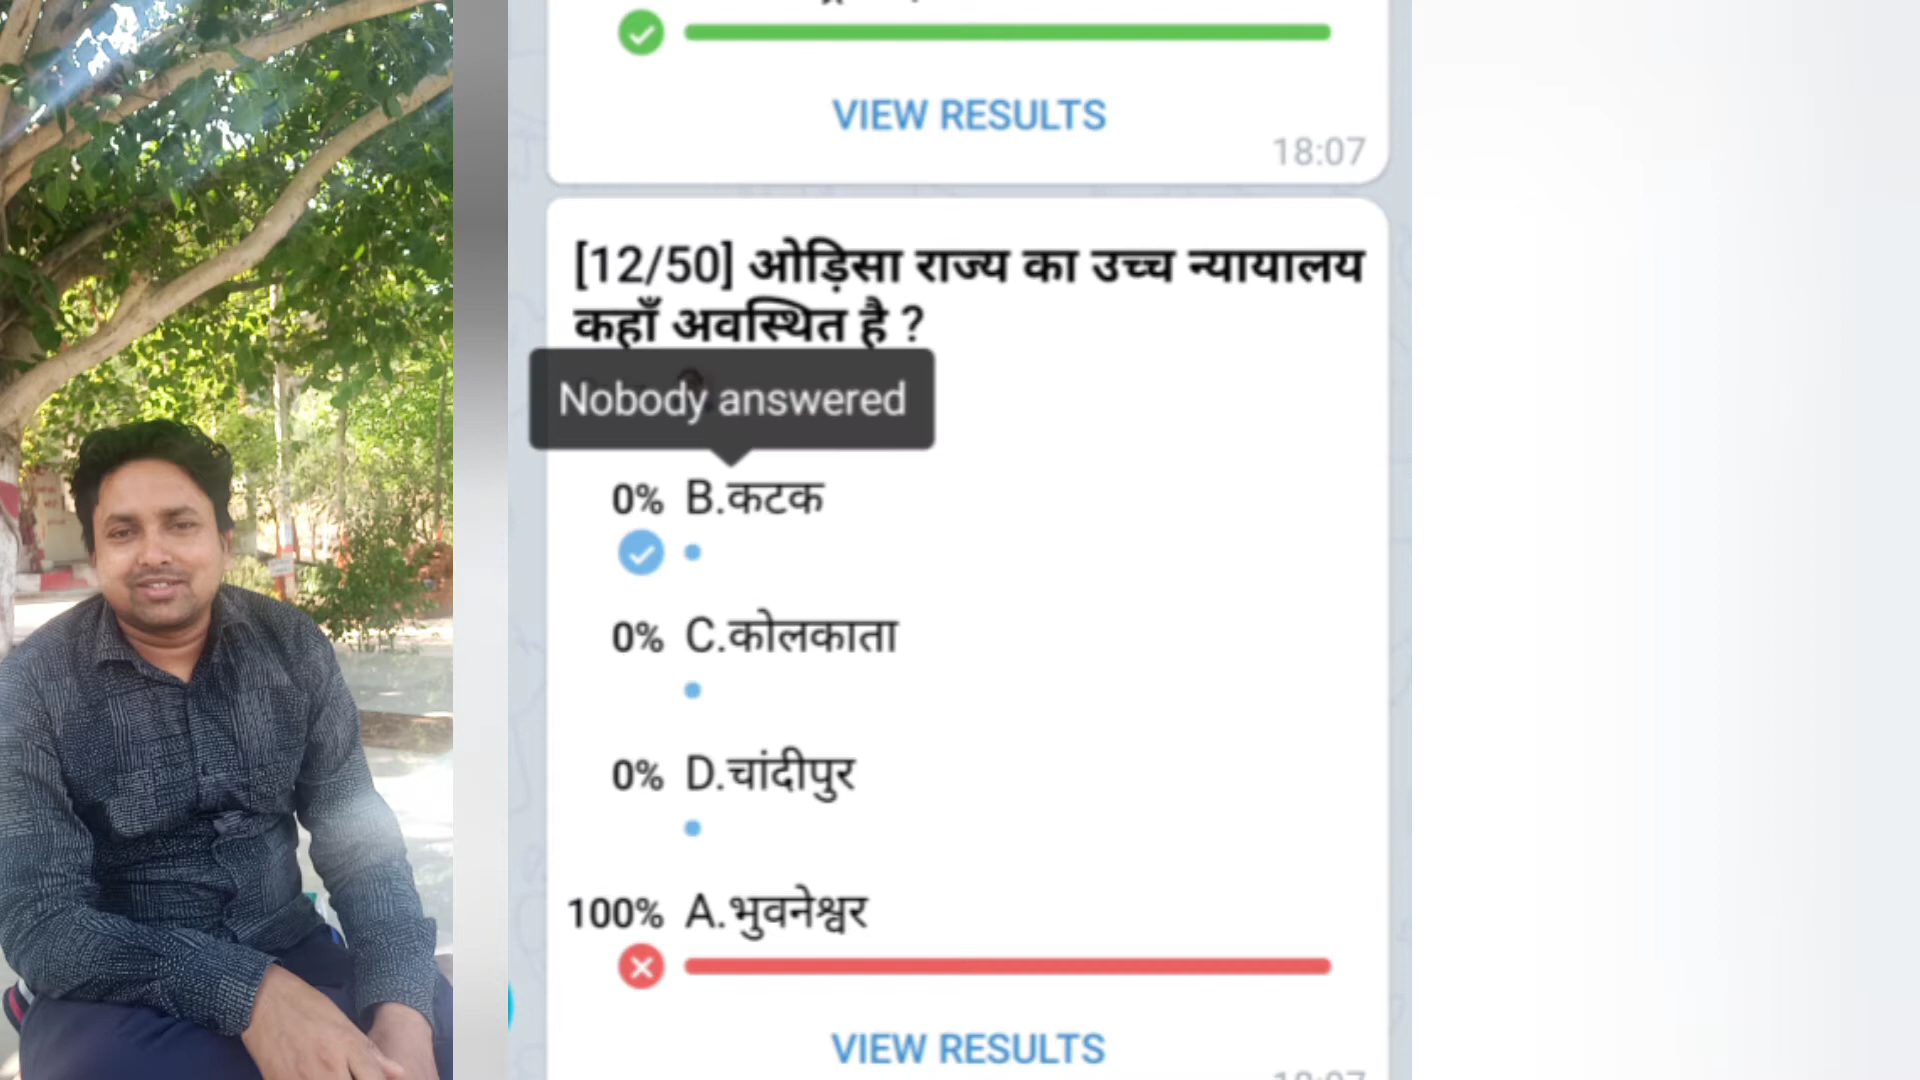 VIEW RESULTS
18:07
[12/50] ओड़िसा राज्य का उच्च न्यायालय
कहाँ अवस्थित है ?
Nobody answered
0% B.कटक
0% C.कोलकाता
0% D.चांदीपुर
100% A.भुवनेश्वर
VIEW RESULTS